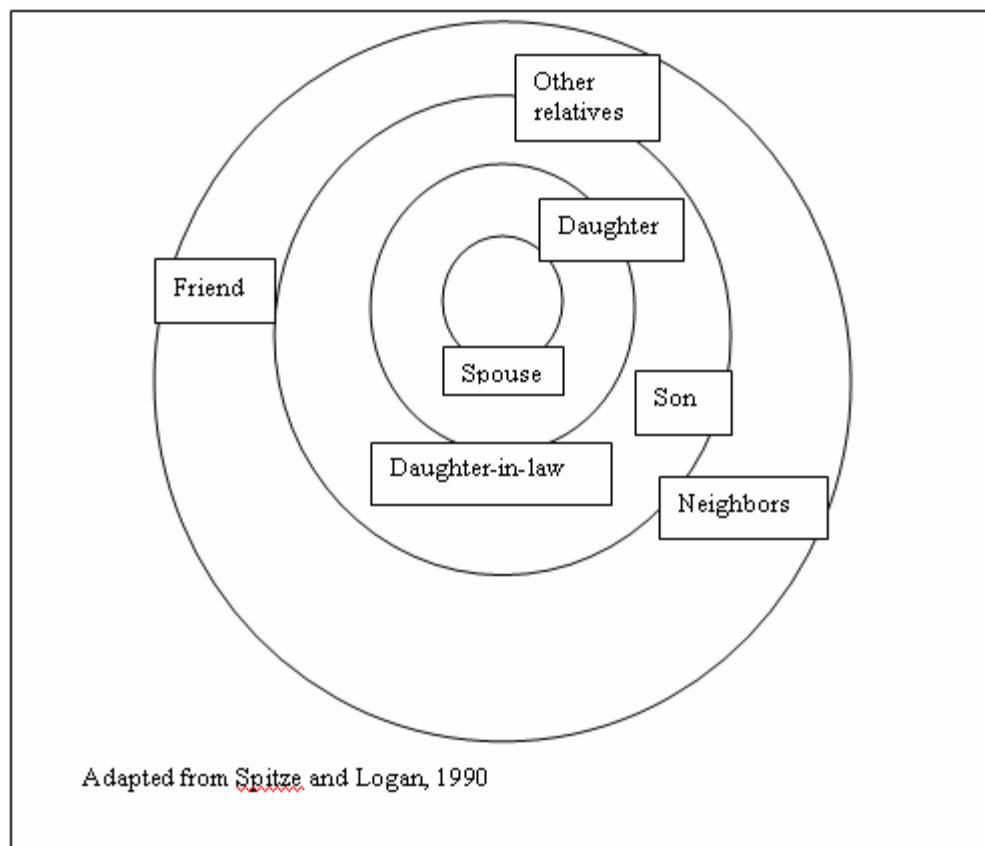 Other
relatives
Daughter
Friend
Spouse
Son
Daughter-in-law
Neighbors
Adapted from Spitze and Logan, 1990